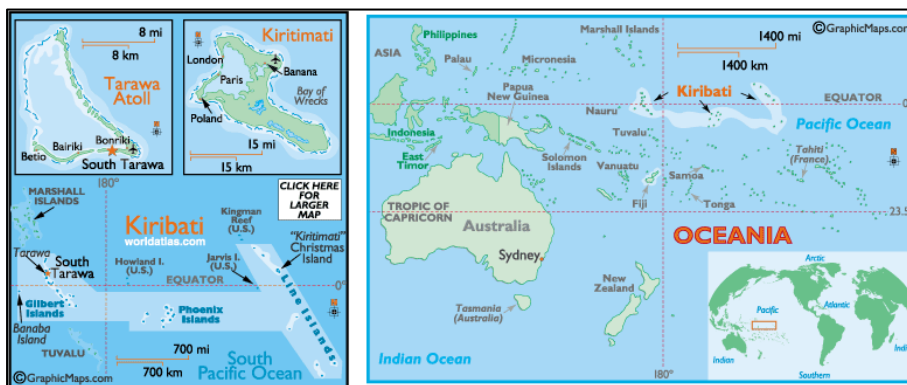 8 mi
8 km
Tarawa
Atoll
Bonriki
Bairiki
Betio
South Tarawa
Kiritimati
London
Paris
Banana
Bay of
Wrecks
Poland
15 mi
15 km
180°
MARSHALL
ISLANDS
CLICK HERE
FOR
LARGER
MAP
Kiribati
worldatlas.com
Kingman
Reef (U.S.)
"Kiritimati"
Christmas
Island
Tarawa
South
Tarawa
Howland I.
(U.S.)
Jarvis I.
(U.S.)
EQUATOR
0°
Gilbert
Islands
Phoenix
Islands
Line Islands
Banaba
Island
TUVALU
700 mi
700 km
South
Pacific Ocean
©GraphicMaps.com
©GraphicMaps.com
Philippines
Marshall Islands
1400 mi
1400 km
ASIA
Palau
Micronesia
Papua
New Guinea
Kiribati
EQUATOR
0
Nauru
Pacific Ocean
Indonesia
Tuvalu
East
Timor
Solomon
Islands
Vanuatu
Samoa
Tahiti
(France)
Fiji
Tonga
TROPIC OF
CAPRICORN
23.5
Australia
OCEANIA
Sydney
New
Zealand
Tasmania
(Australia)
Indian Ocean
180°
Arctic
Pacific
Atlantic
Indian
Indi
Southern